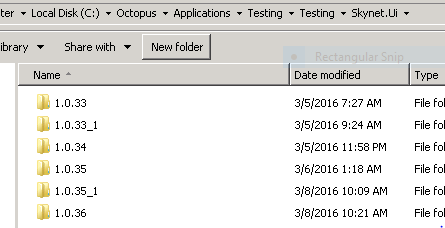 ter ▸ Local Disk (C:) ▸ Octopus ▸ Applications ▸ Testing ▸ Testing ▸ Skynet.Ui ▸
ibrary ▾ Share with ▾ New folder
Rectangular Snip
Name Date modified Type
1.0.33 3/5/2016 7:27 AM File fol
1.0.33_1 3/5/2016 9:24 AM File fol
1.0.34 3/5/2016 11:58 PM File fol
1.0.35 3/6/2016 1:18 AM File fol
1.0.35_1 3/8/2016 10:09 AM File fol
1.0.36 3/8/2016 10:21 AM File fol